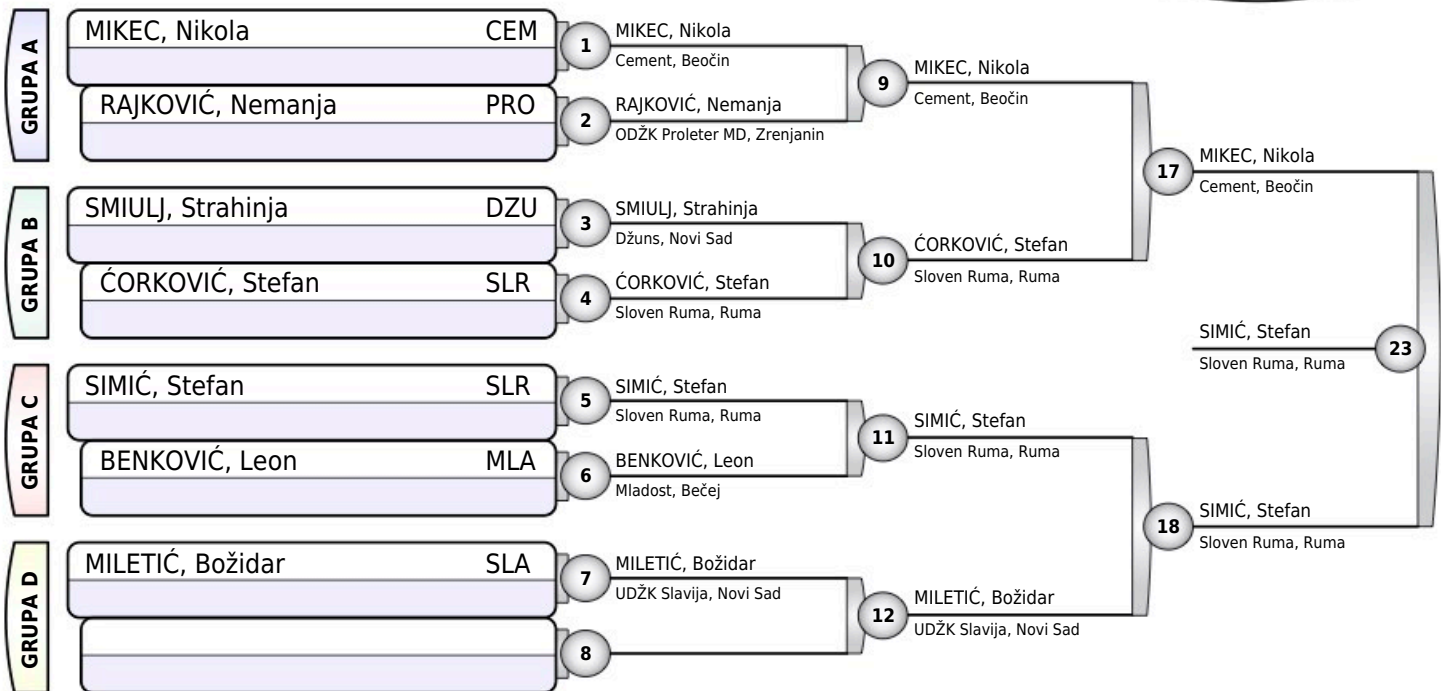 GRUPA A
MIKEC, Nikola CEM
RAJKOVIĆ, Nemanja PRO
GRUPA B
SMIULJ, Strahinja DZU
ĆORKOVIĆ, Stefan SLR
GRUPA C
SIMIĆ, Stefan SLR
BENKOVIĆ, Leon MLA
GRUPA D
MILETIĆ, Božidar SLA
1
MIKEC, Nikola
Cement, Beočin
2
RAJKOVIĆ, Nemanja
ODŽK Proleter MD, Zrenjanin
3
SMIULJ, Strahinja
Džuns, Novi Sad
4
ĆORKOVIĆ, Stefan
Sloven Ruma, Ruma
5
SIMIĆ, Stefan
Sloven Ruma, Ruma
6
BENKOVIĆ, Leon
Mladost, Bečej
7
MILETIĆ, Božidar
UDŽK Slavija, Novi Sad
8
9
MIKEC, Nikola
Cement, Beočin
10
ĆORKOVIĆ, Stefan
Sloven Ruma, Ruma
11
SIMIĆ, Stefan
Sloven Ruma, Ruma
12
MILETIĆ, Božidar
UDŽK Slavija, Novi Sad
17
MIKEC, Nikola
Cement, Beočin
18
SIMIĆ, Stefan
Sloven Ruma, Ruma
SIMIĆ, Stefan
Sloven Ruma, Ruma
23